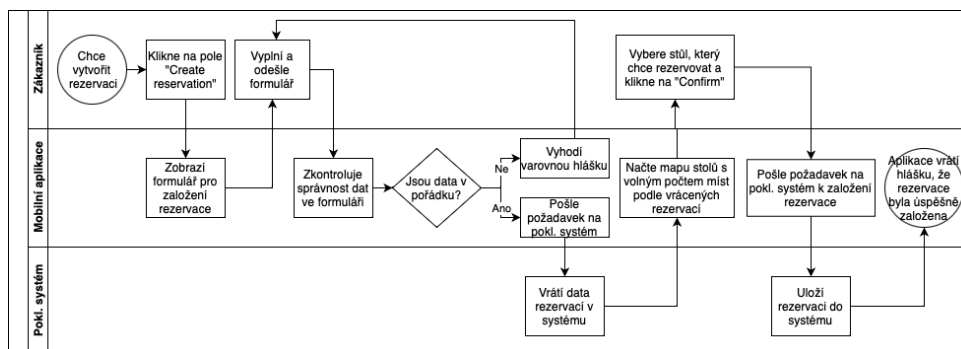 Zákazník
Chce
vytvořit
rezervaci
Klikne na pole
"Create
reservation"
Vyplní a
odešle
formulář
Vybere stůl, který
chce rezervovat a
klikne na "Confirm"
Mobilní aplikace
Zobrazí
formulář pro
založení
rezervace
Zkontroluje
správnost dat
ve formuláři
Jsou data v
pořádku?
Ne
Ano
Vyhodí
varovnou hlášku
Pošle
požadavek na
pokl. systém
Načte mapu stolů s
volným počtem míst
podle vrácených
rezervací
Pošle požadavek na
pokl. systém k založení
rezervace
Aplikace vrátí
hlášku, že
rezervace
byla úspěšně
založena
Pokl. systém
Vrátí data
rezervací v
systému
Uloží
rezervaci do
systému